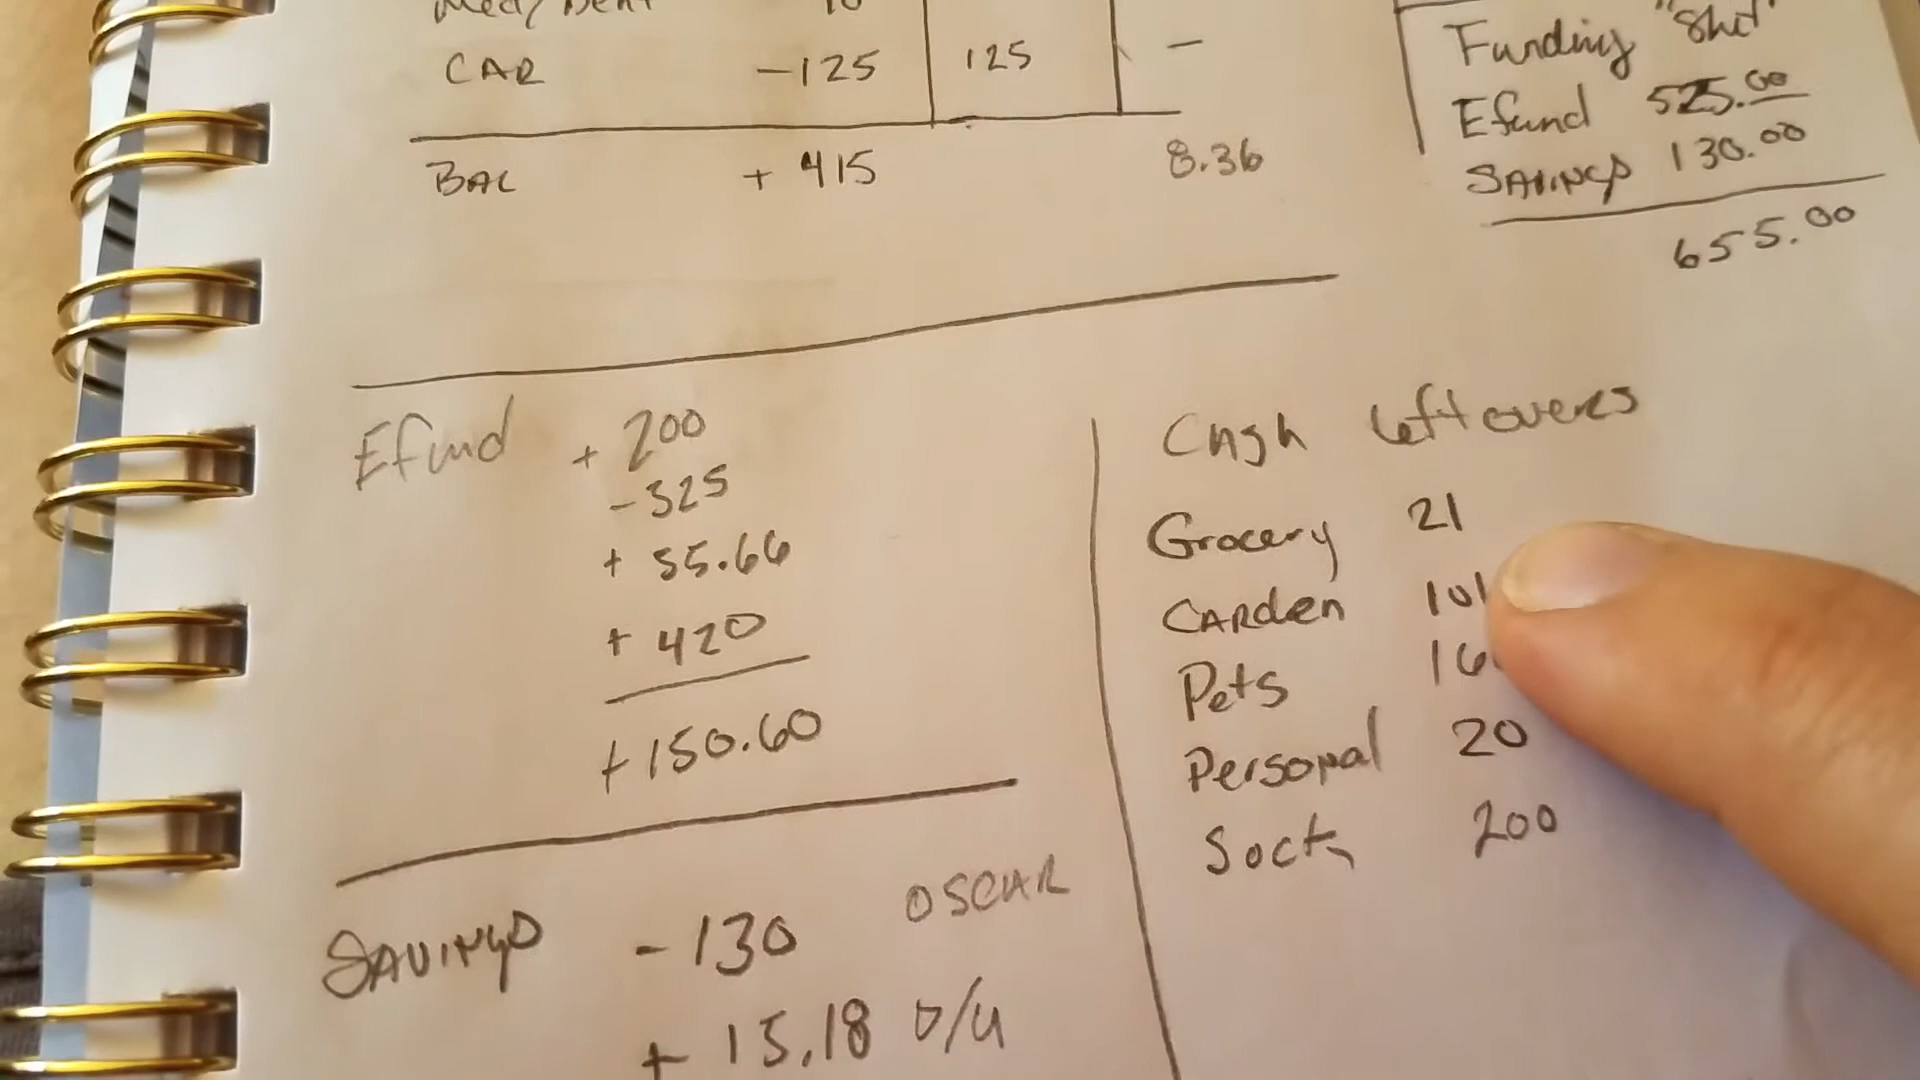 CAR -125 125 —
BAL + 415 8.36
Funding "Shit"
Efund 525.00
SAVINGS 130.00
655.00
Efund + 200
- 325
+ 55.66
+ 420
+150.60
Cash leftovers
Grocery 21
GARden 101
Pets
Personal 20
200
SAVINGS - 130 OSCAR
+ 15.18 O/U